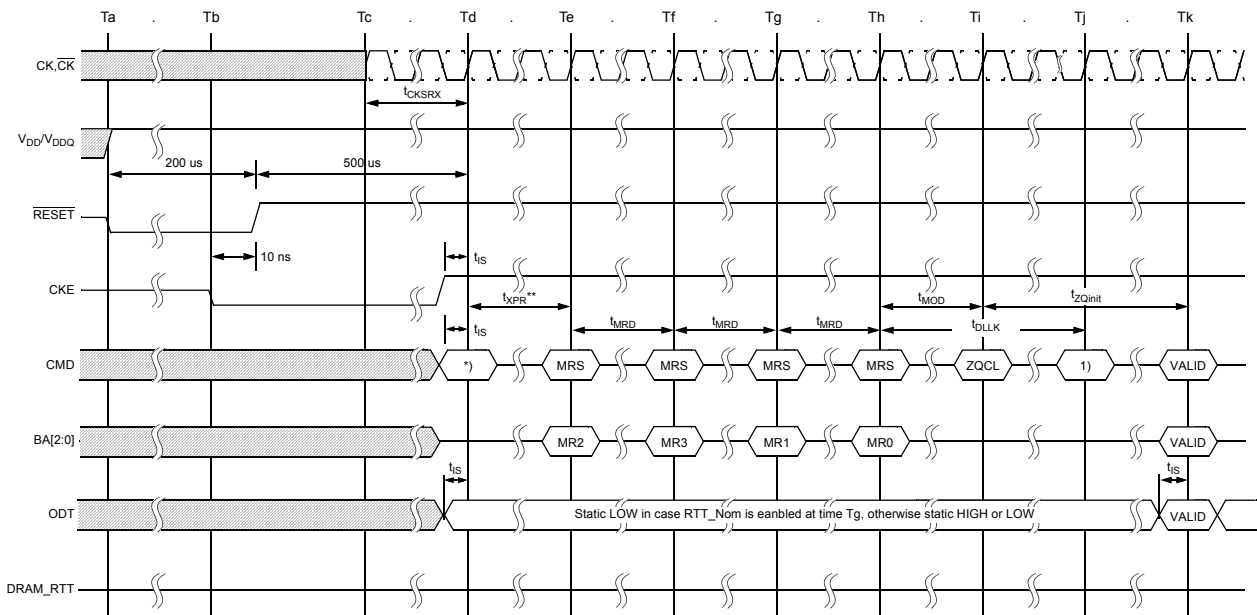 Ta . Tb Tc . Td . Te . Tf . Tg . Th . Ti . Tj . Tk
CK,CK
tCKSRX
VDD/VDDQ
200 us 500 us
RESET
10 ns tIS
CKE
tXPR** tMOD tZQinit
tIS tMRD tMRD tMRD tDLLK
CMD *) MRS MRS MRS MRS ZQCL 1) VALID
BA[2:0] MR2 MR3 MR1 MR0 VALID
tIS tIS
ODT Static LOW in case RTT_Nom is eanbled at time Tg, otherwise static HIGH or LOW VALID
DRAM_RTT